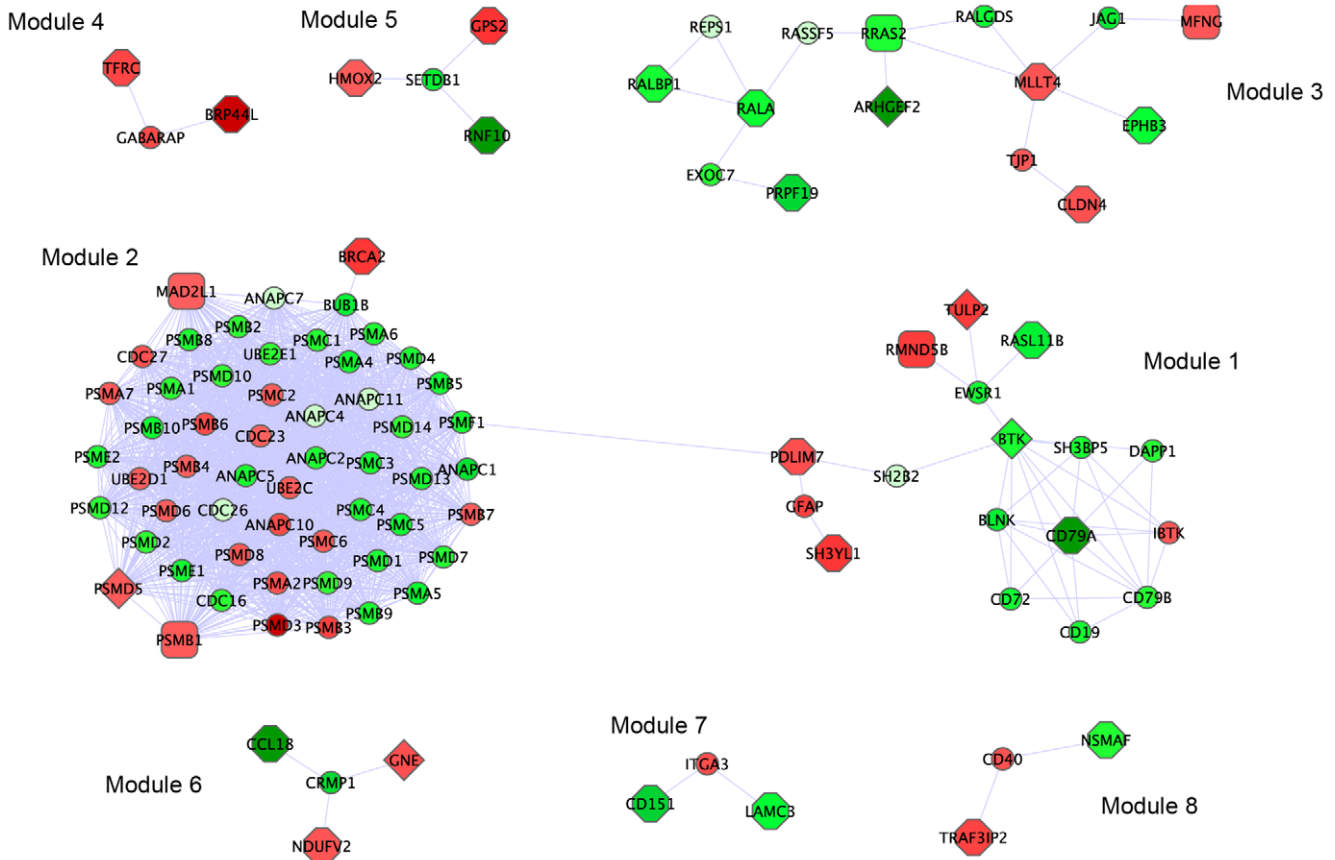 Module 4
TFRC
BRP44L
GABARAP
Module 5
GPS2
HMOX2
SETDB1
RNF10
Module 3
REPS1
RASSF5
RRAS2
RALGDS
JAG1
MFNG
RALBP1
RALA
ARHGEF2
MLLT4
EPHB3
TJP1
EXOC7
PRPF19
CLDN4
Module 2
BRCA2
MAD2L1
ANAPC7
BUB1B
PSMB8
PSMB2
PSMC1
PSMA6
CDC27
UBE2E1
PSMA4
PSMD4
PSMA7
PSMA1
PSMD10
PSMC2
ANAPC11
PSMB5
PSMB10
PSMB6
ANAPC4
PSMD14
PSMF1
CDC23
PSME2
PSMB4
ANAPC2
PSMC3
ANAPC1
UBE2D1
ANAPC5
UBE2C
PSMD13
PSMD12
PSMD6
CDC26
PSMC4
PSMB7
ANAPC10
PSMC5
PSMD2
PSMD8
PSMC6
PSMD1
PSMD7
PSMD5
PSME1
PSMA2
PSMD9
PSMA5
CDC16
PSMB9
PSMB1
PSMD3
PSMB3
Module 1
TULP2
RMND5B
RASL11B
EWSR1
BTK
SH3BP5
DAPP1
PDLIM7
SH2B2
GFAP
BLNK
CD79A
IBTK
SH3YL1
CD72
CD79B
CD19
Module 6
CCL18
GNE
CRMP1
NDUFV2
Module 7
ITGA3
CD151
LAMC3
Module 8
NSMAF
CD40
TRAF3IP2